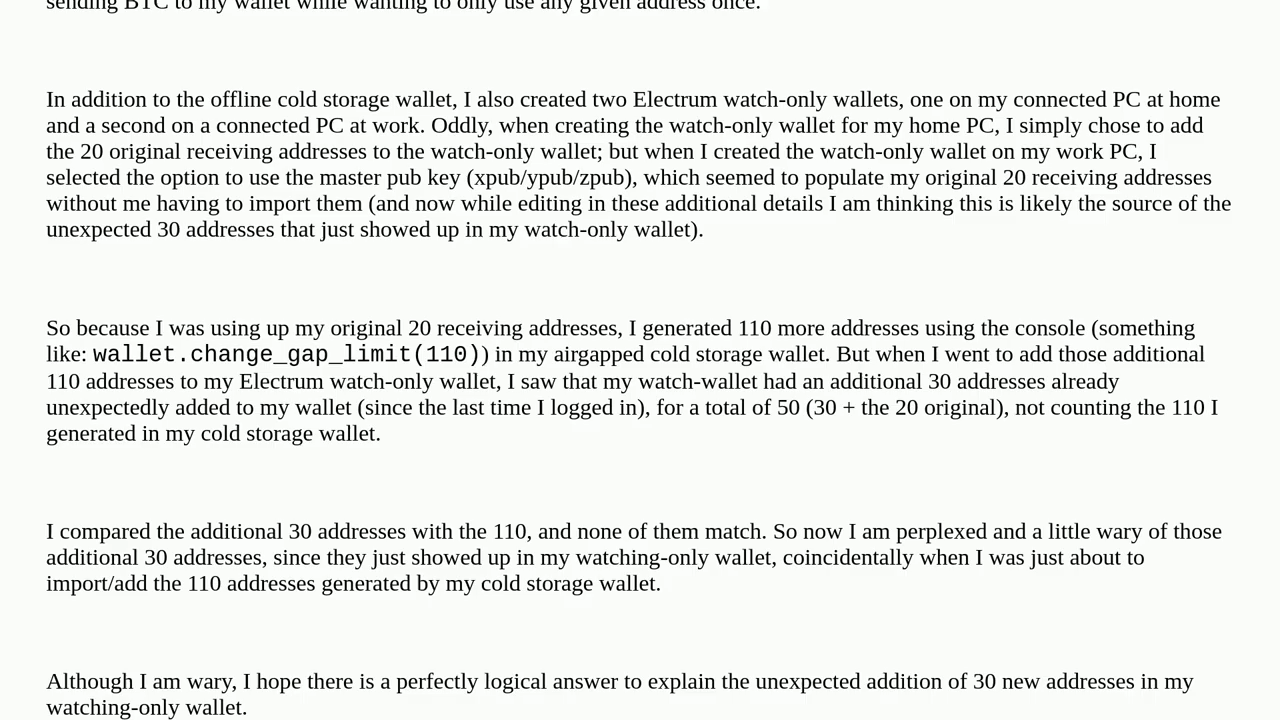 sending BTC to my wallet while wanting to only use any given address once.
In addition to the offline cold storage wallet, I also created two Electrum watch-only wallets, one on my connected PC at home
and a second on a connected PC at work. Oddly, when creating the watch-only wallet for my home PC, I simply chose to add
the 20 original receiving addresses to the watch-only wallet; but when I created the watch-only wallet on my work PC, I
selected the option to use the master pub key (xpub/ypub/zpub), which seemed to populate my original 20 receiving addresses
without me having to import them (and now while editing in these additional details I am thinking this is likely the source of the
unexpected 30 addresses that just showed up in my watch-only wallet).
So because I was using up my original 20 receiving addresses, I generated 110 more addresses using the console (something
like: wallet.change_gap_limit(110)) in my airgapped cold storage wallet. But when I went to add those additional
110 addresses to my Electrum watch-only wallet, I saw that my watch-wallet had an additional 30 addresses already
unexpectedly added to my wallet (since the last time I logged in), for a total of 50 (30 + the 20 original), not counting the 110 I
generated in my cold storage wallet.
I compared the additional 30 addresses with the 110, and none of them match. So now I am perplexed and a little wary of those
additional 30 addresses, since they just showed up in my watching-only wallet, coincidentally when I was just about to
import/add the 110 addresses generated by my cold storage wallet.
Although I am wary, I hope there is a perfectly logical answer to explain the unexpected addition of 30 new addresses in my
watching-only wallet.